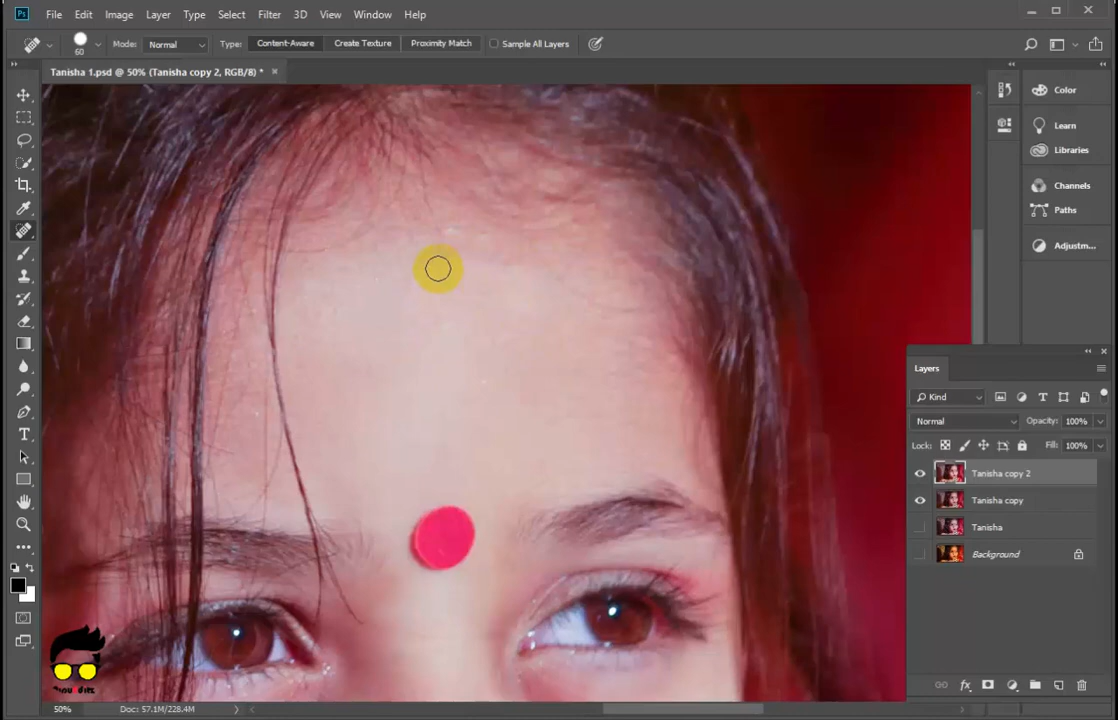 Ps File Edit Image Layer Type Select Filter 3D View Window Help
60 Mode: Normal Type: Content-Aware Create Texture Proximity Match Sample All Layers
Tanisha 1.psd @ 50% (Tanisha copy 2, RGB/8) * ×
Color
Learn
Libraries
Channels
Paths
Adjustm...
Layers
Kind
Normal Opacity: 100%
Lock: Fill: 100%
Tanisha copy 2
Tanisha copy
Tanisha
Background
50% Doc: 57.1M/228.4M